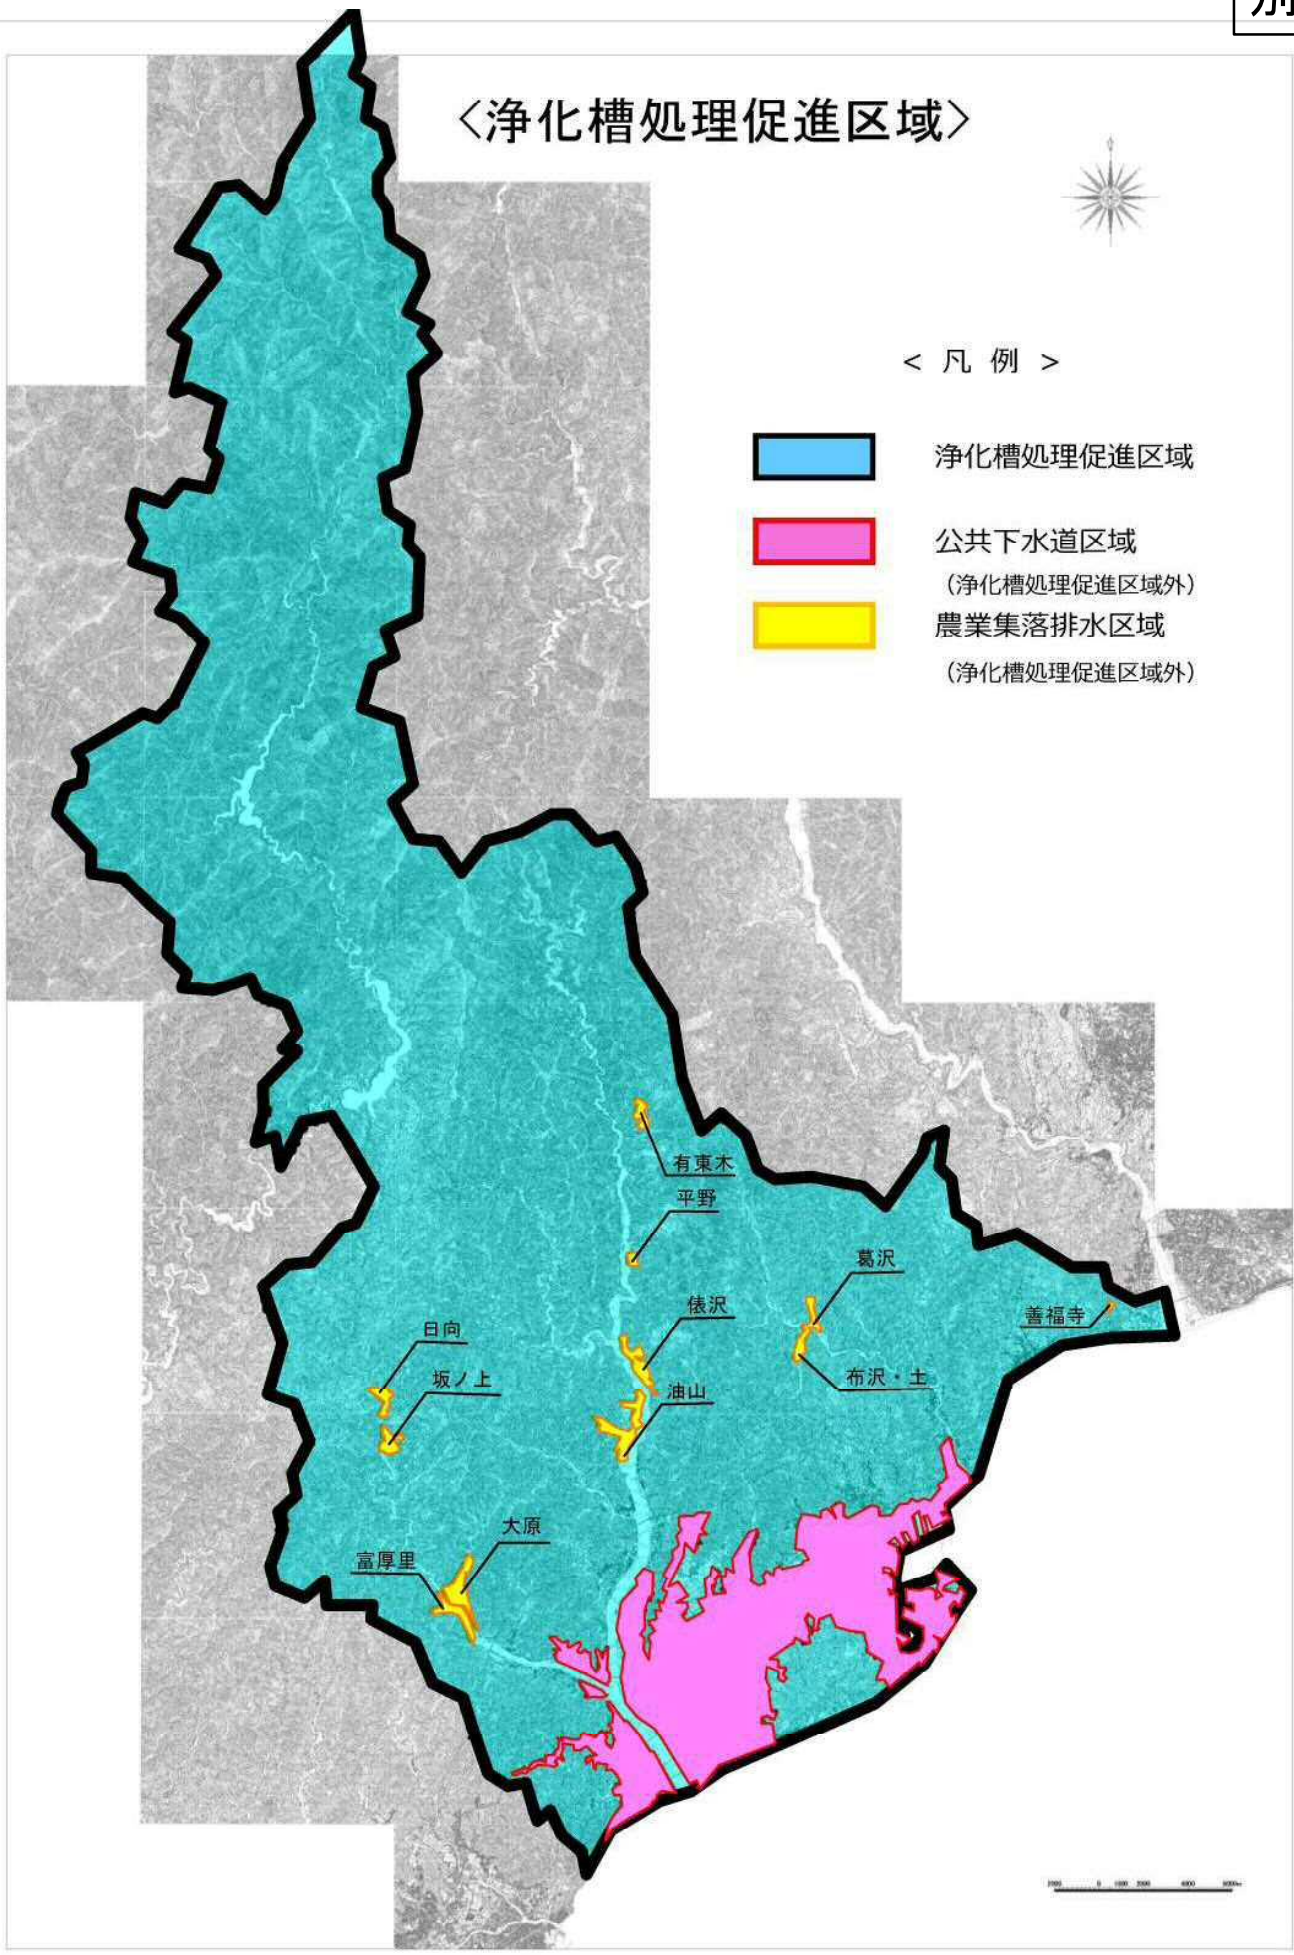 <浄化槽処理促進区域>
< 凡 例 >
浄化槽処理促進区域
公共下水道区域
(浄化槽処理促進区域外)
農業集落排水区域
(浄化槽処理促進区域外)
有東木
平野
葛沢
俵沢
善福寺
日向
坂ノ上
油山
布沢・土
大原
富厚里
0 1000 2000 4000